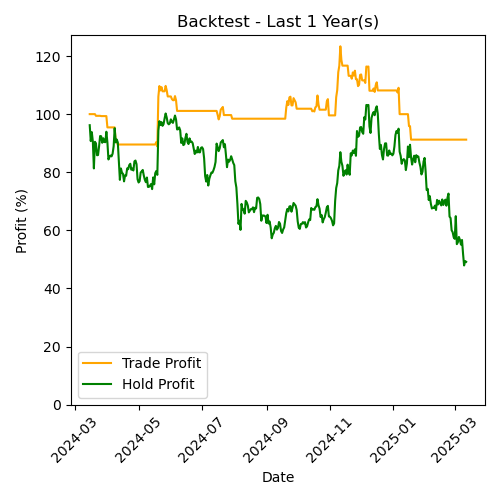 Backtest - Last 1 Year(s)
Profit (%)
120
100
80
60
40
20
0
Trade Profit
Hold Profit
2024-03
2024-05
2024-07
2024-09
2024-11
2025-01
2025-03
Date